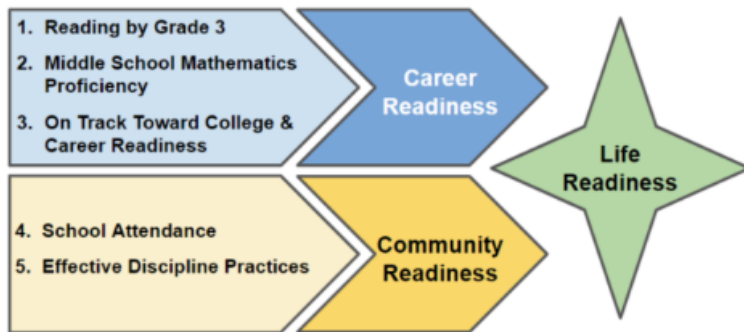 1. Reading by Grade 3
2. Middle School Mathematics
Proficiency
3. On Track Toward College &
Career Readiness
Career
Readiness
4. School Attendance
5. Effective Discipline Practices
Community
Readiness
Life
Readiness